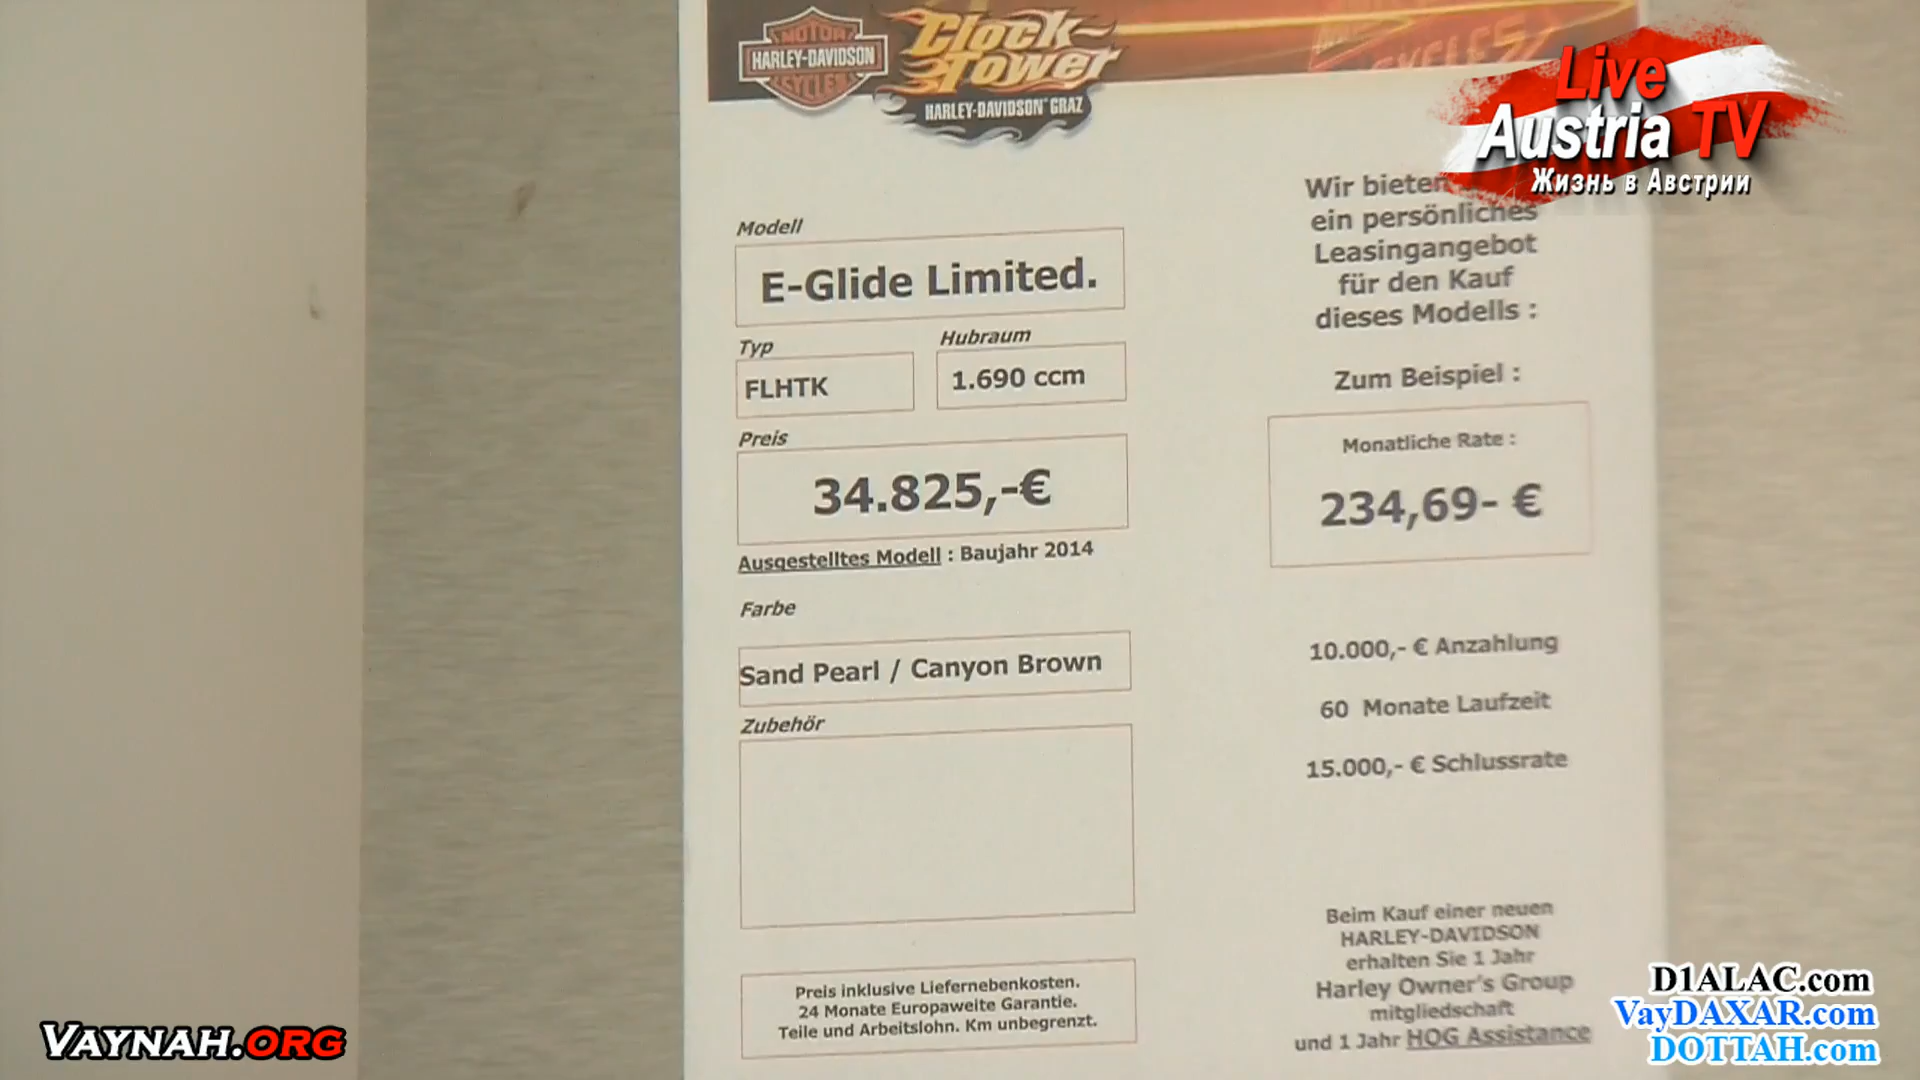 MOTOR
HARLEY-DAVIDSON
CYCLES
Clock-
Tower
HARLEY-DAVIDSON GRAZ
Live
Austria TV
Жизнь в Австрии
Modell
E-Glide Limited.
Typ
FLHTK
Hubraum
1.690 ccm
Preis
34.825,-€
Ausgestelltes Modell : Baujahr 2014
Farbe
Sand Pearl / Canyon Brown
Zubehör
Preis inklusive Liefernebenkosten.
24 Monate Europaweite Garantie.
Teile und Arbeitslohn. Km unbegrenzt.
Wir bieten
ein persönliches
Leasingangebot
für den Kauf
dieses Modells :
Zum Beispiel :
Monatliche Rate :
234,69- €
10.000,- € Anzahlung
60 Monate Laufzeit
15.000,- € Schlussrate
Beim Kauf einer neuen
HARLEY-DAVIDSON
erhalten Sie 1 Jahr
Harley Owner's Group
mitgliedschaft
und 1 Jahr HOG Assistance
VAYNAH.ORG
D1ALAC.com
VayDAXAR.com
DOTTAH.com